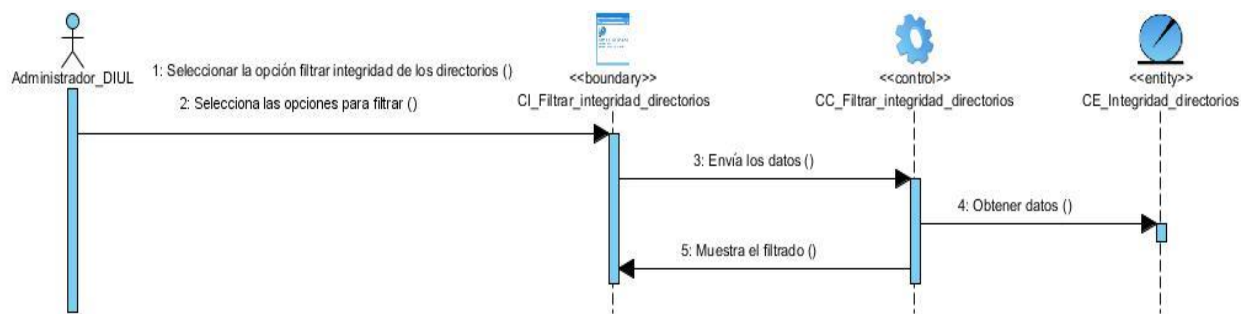 Administrador_DIUL
<<boundary>>
CI_Filtrar_integridad_directorios
<<control>>
CC_Filtrar_integridad_directorios
<<entity>>
CE_Integridad_directorios
1: Seleccionar la opción filtrar integridad de los directorios ()
2: Selecciona las opciones para filtrar ()
3: Envía los datos ()
4: Obtener datos ()
5: Muestra el filtrado ()